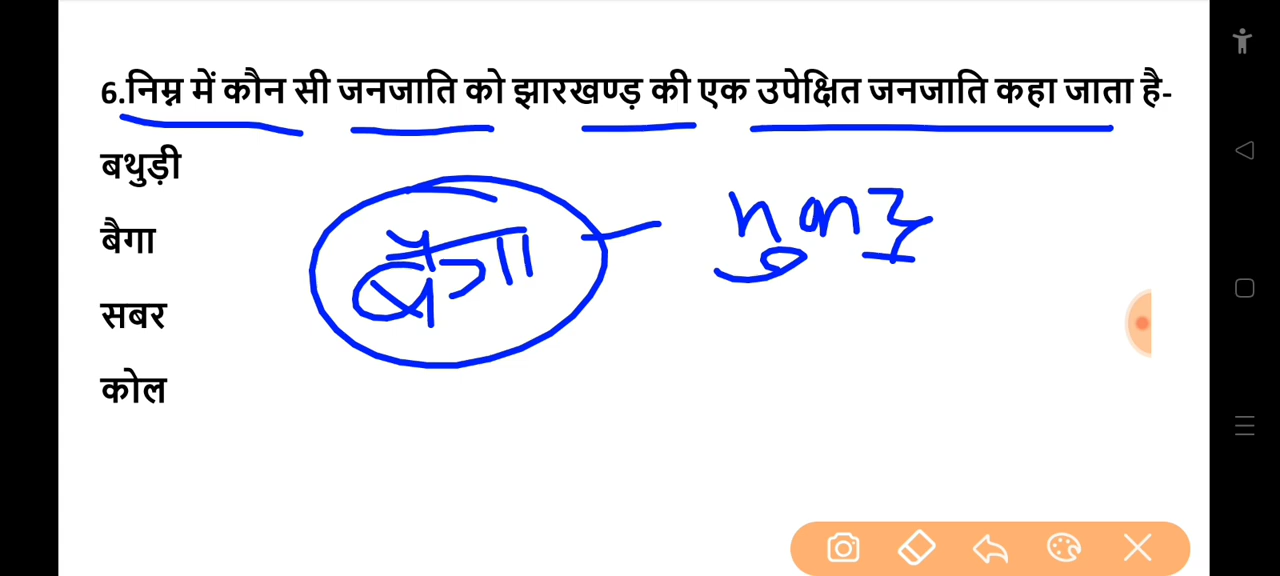 6.निम्न में कौन सी जनजाति को झारखण्ड की एक उपेक्षित जनजाति कहा जाता है-
बथुड़ी
बैगा
सबर
कोल
बैगा –